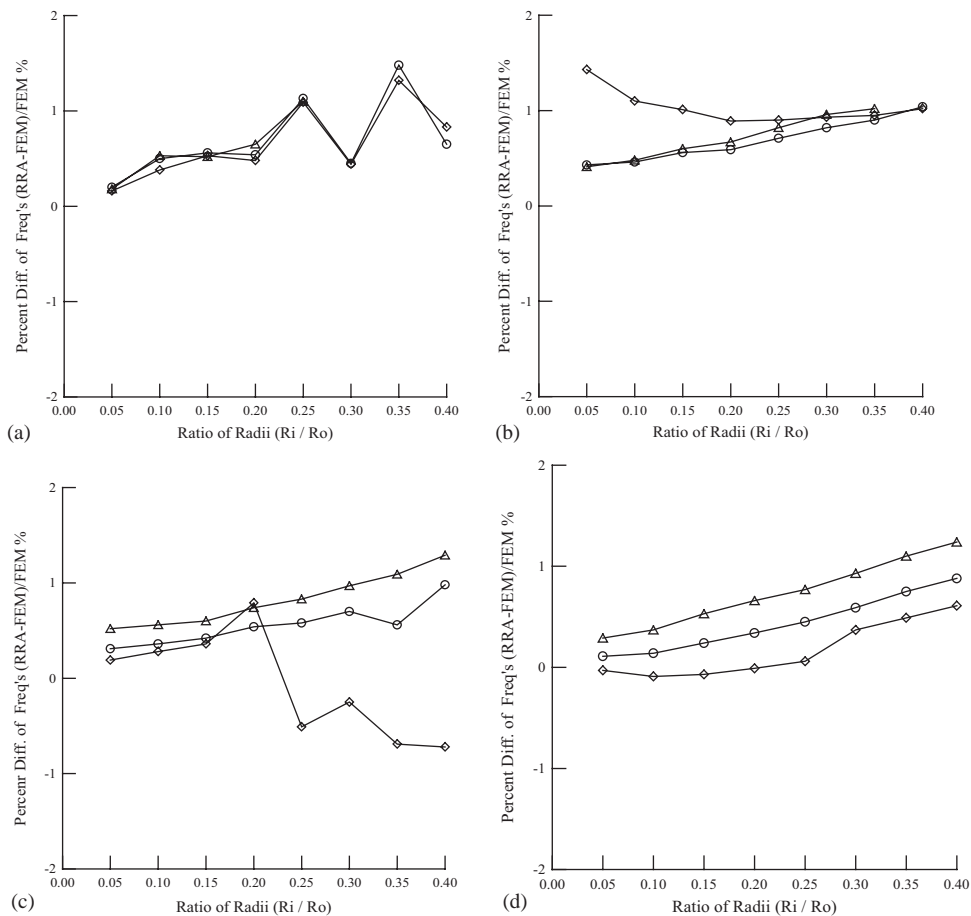 2
1
0
-1
-2
Percent Diff. of Freq's (RRA-FEM)/FEM %
0.00 0.05 0.10 0.15 0.20 0.25 0.30 0.35 0.40
Ratio of Radii (Ri / Ro)
(a)
2
1
0
-1
-2
Percent Diff. of Freq's (RRA-FEM)/FEM %
0.00 0.05 0.10 0.15 0.20 0.25 0.30 0.35 0.40
Ratio of Radii (Ri / Ro)
(b)
2
1
0
-1
-2
Percenr Diff. of Freq's (RRA-FEM)/FEM %
0.00 0.05 0.10 0.15 0.20 0.25 0.30 0.35 0.40
Ratio of Radii (Ri / Ro)
(c)
2
1
0
-1
-2
Percent Diff. of Freq's (RRA-FEM)/FEM %
0.00 0.05 0.10 0.15 0.20 0.25 0.30 0.35 0.40
Ratio of Radii (Ri / Ro)
(d)